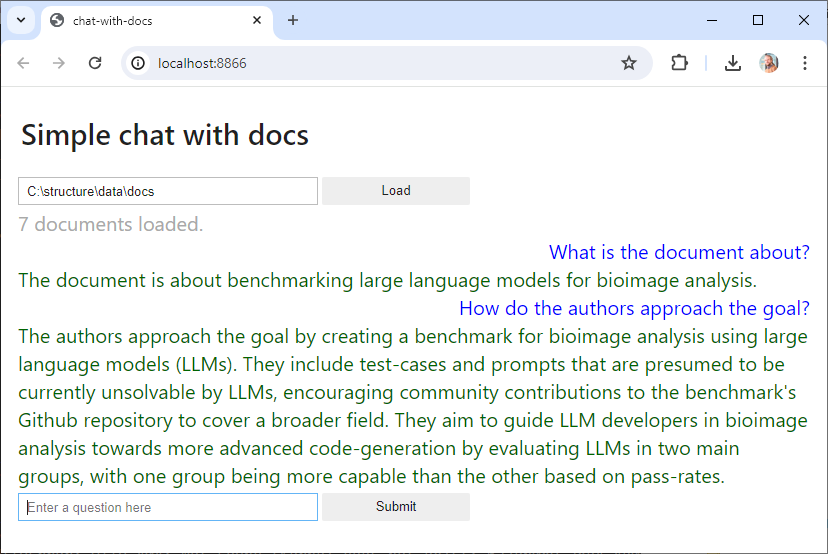 chat-with-docs
localhost:8866
Simple chat with docs
C:\structure\data\docs
Load
7 documents loaded.
What is the document about?
The document is about benchmarking large language models for bioimage analysis.
How do the authors approach the goal?
The authors approach the goal by creating a benchmark for bioimage analysis using large
language models (LLMs). They include test-cases and prompts that are presumed to be
currently unsolvable by LLMs, encouraging community contributions to the benchmark's
Github repository to cover a broader field. They aim to guide LLM developers in bioimage
analysis towards more advanced code-generation by evaluating LLMs in two main
groups, with one group being more capable than the other based on pass-rates.
Enter a question here
Submit